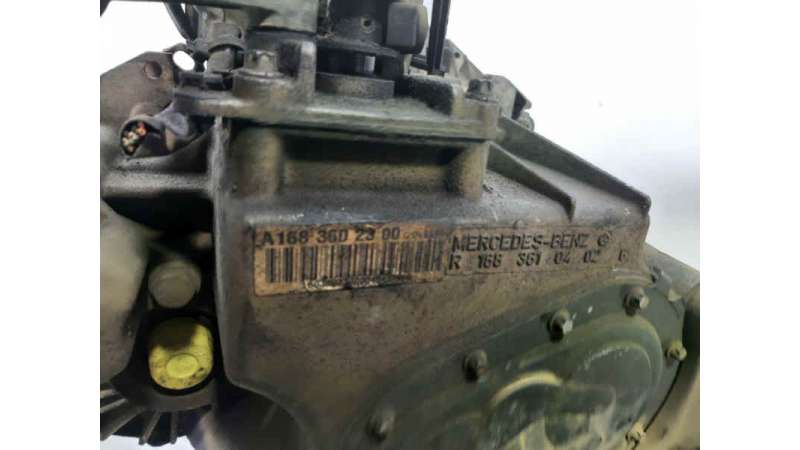 A168 360 23 00
MERCEDES-BENZ
R 168 361 04 02